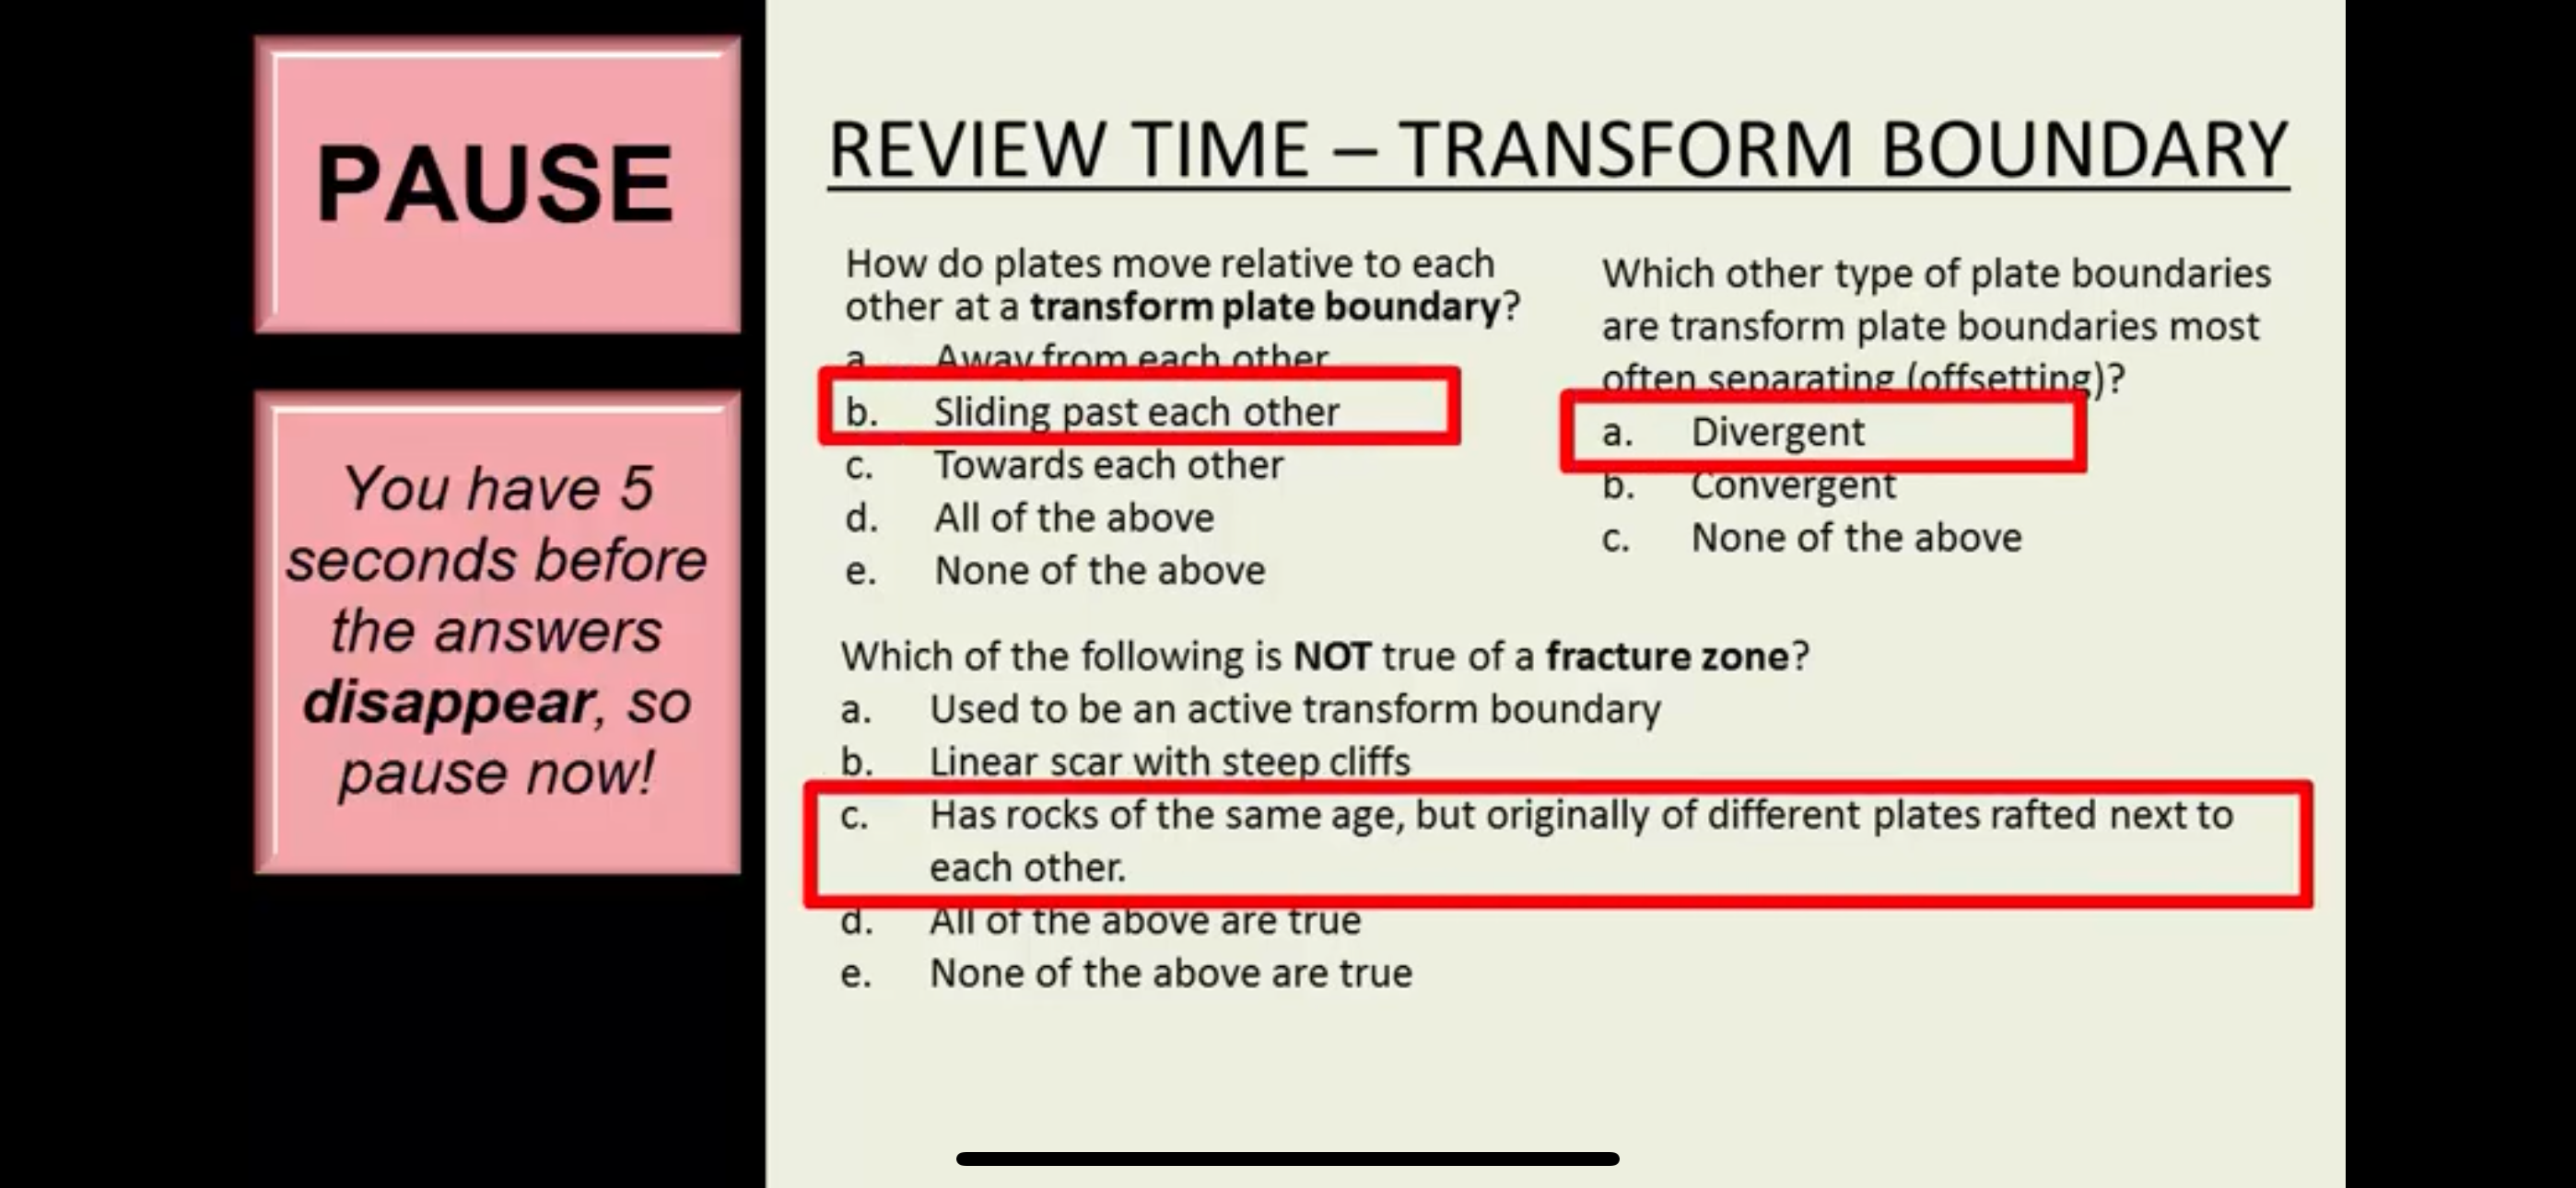 PAUSE
You have 5
seconds before
the answers
disappear, so
pause now!
REVIEW TIME – TRANSFORM BOUNDARY
How do plates move relative to each
other at a transform plate boundary?
a. Away from each other
b. Sliding past each other
c. Towards each other
d. All of the above
e. None of the above
Which other type of plate boundaries
are transform plate boundaries most
often separating (offsetting)?
a. Divergent
b. Convergent
c. None of the above
Which of the following is NOT true of a fracture zone?
a. Used to be an active transform boundary
b. Linear scar with steep cliffs
c. Has rocks of the same age, but originally of different plates rafted next to
each other.
d. All of the above are true
e. None of the above are true